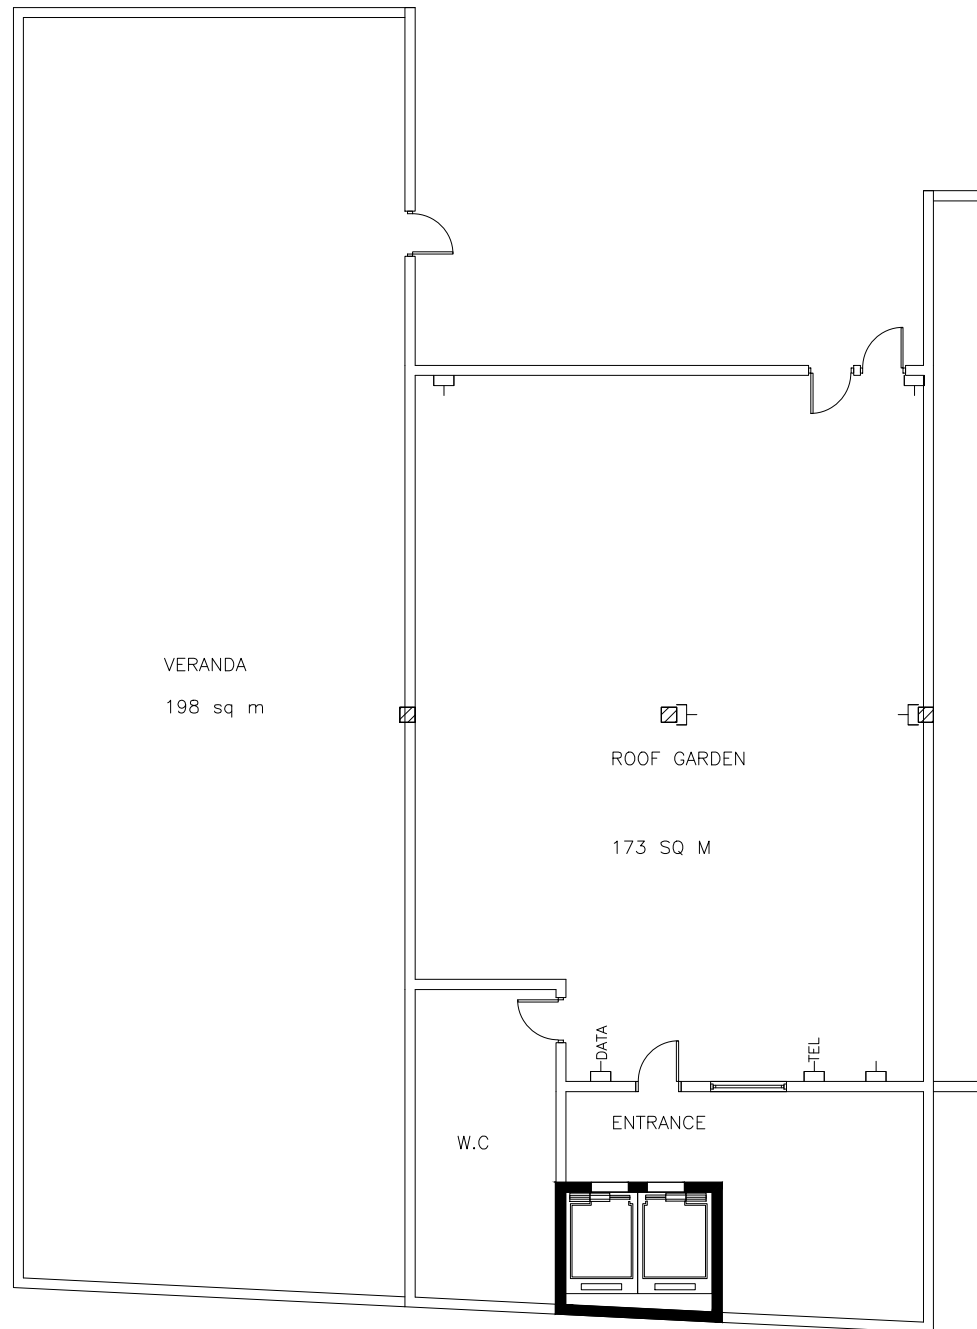 VERANDA
198 sq m
ROOF GARDEN
173 SQ M
DATA
TEL
ENTRANCE
W.C